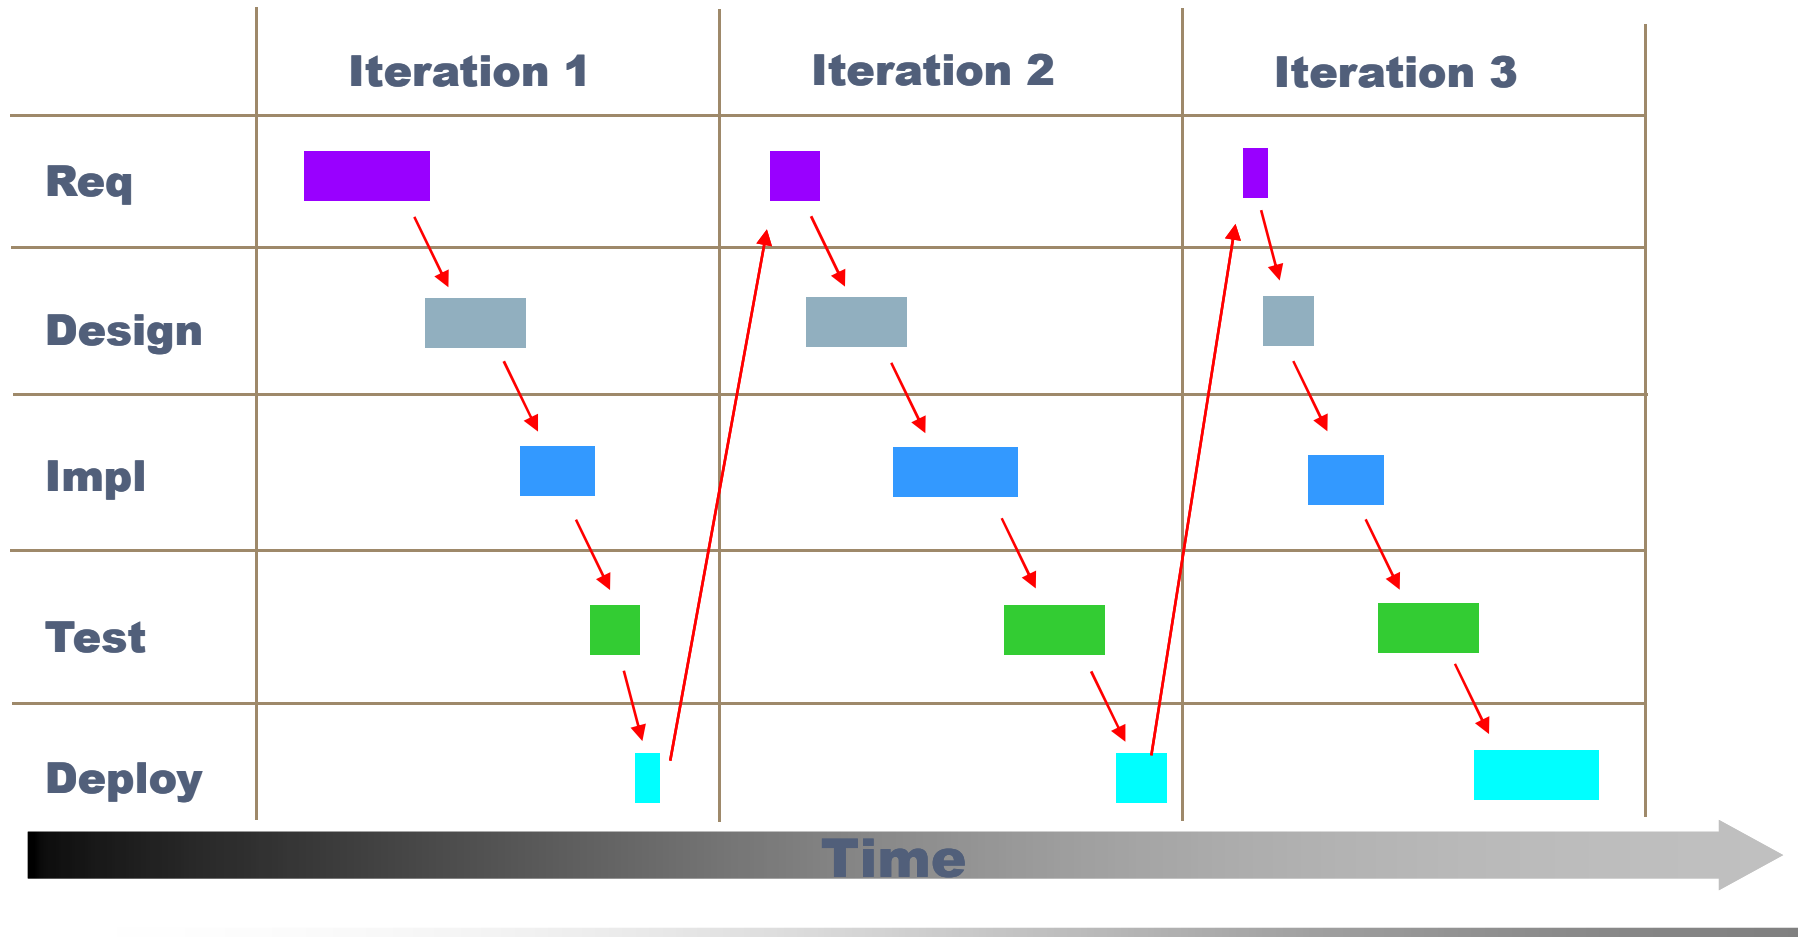 Iteration 1
Iteration 2
Iteration 3
Req
Design
Impl
Test
Deploy
Time